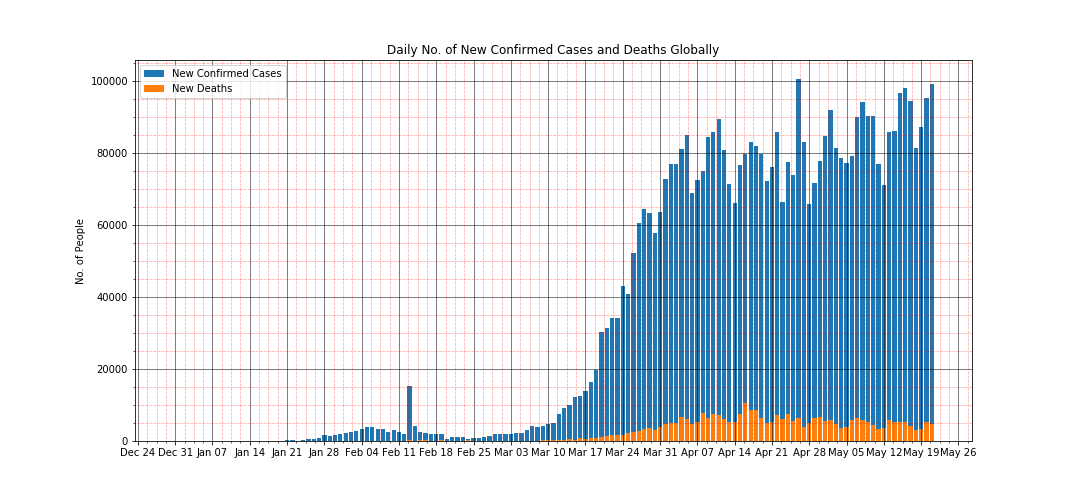 Daily No. of New Confirmed Cases and Deaths Globally
New Confirmed Cases
New Deaths
100000
80000
60000
40000
20000
0
No. of People
Dec 24 Dec 31 Jan 07 Jan 14 Jan 21 Jan 28 Feb 04 Feb 11 Feb 18 Feb 25 Mar 03 Mar 10 Mar 17 Mar 24 Mar 31 Apr 07 Apr 14 Apr 21 Apr 28 May 05 May 12 May 19 May 26